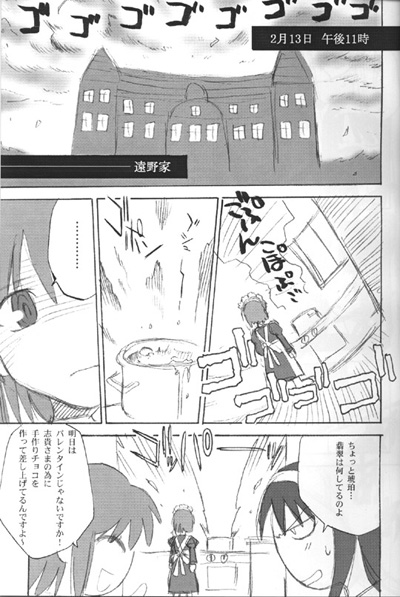 ゴゴゴゴゴゴゴゴ
2月13日 午後11時
遠野家
ごぽぽぷ
………
ゴゴゴ
ゴゴゴ
ちょっと琥珀…
翡翠は何してるのよ
明日は
バレンタインじゃないですか!
志貴さまの為に
手作りチョコを
作って差し上げてるんですよ~